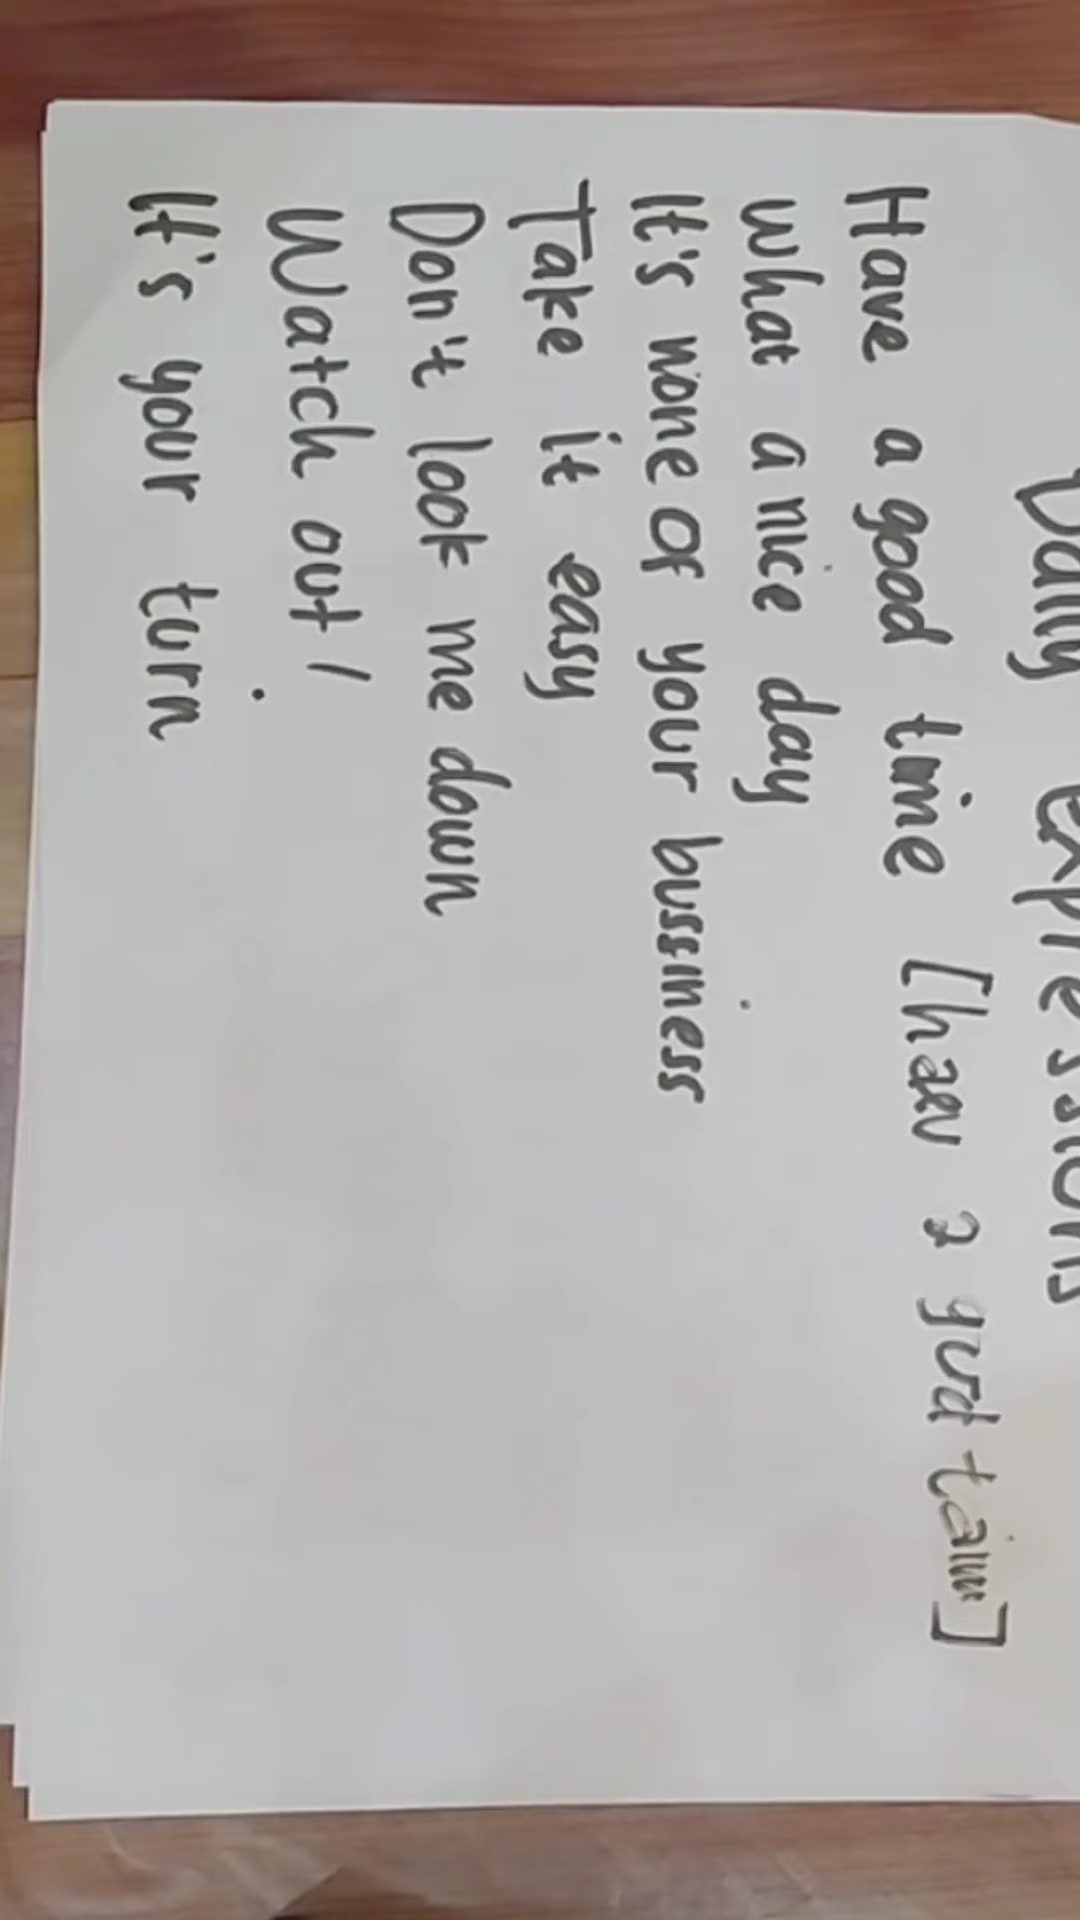 Daily Expressions
Have a good time [haev a gud taim]
What a nice day
It's none of your bussiness
Take it easy
Don't look me down
Watch out!
It's your turn